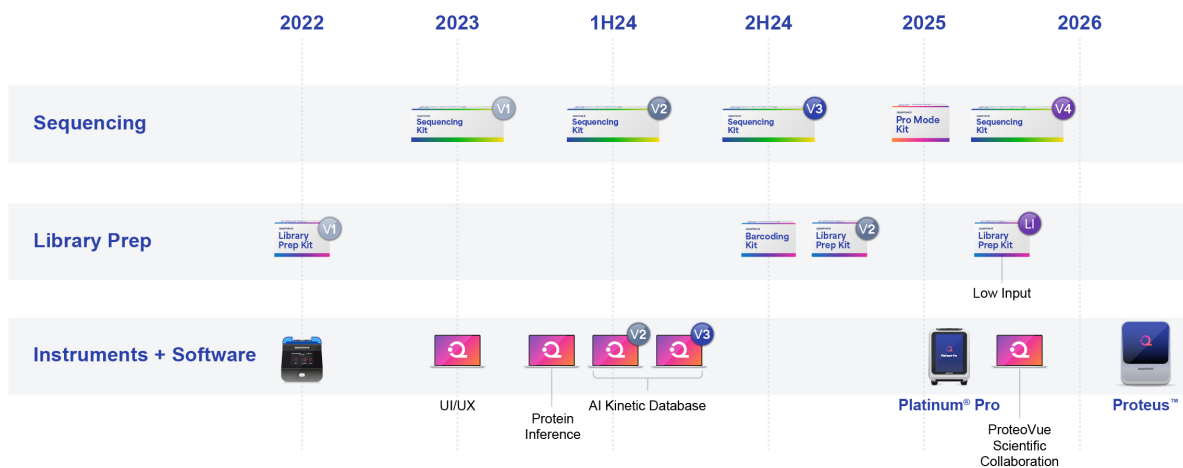 2022
2023
1H24
2H24
2025
2026
Sequencing
Sequencing
Kit
V1
Sequencing
Kit
V2
Sequencing
Kit
V3
Pro Mode
Kit
Sequencing
Kit
V4
Library Prep
Library
Prep Kit
V1
Barcoding
Kit
Library
Prep Kit
V2
Library
Prep Kit
LI
Low Input
Instruments + Software
UI/UX
Protein
Inference
V2
V3
AI Kinetic Database
Platinum Pro
Platinum® Pro
ProteoVue
Scientific
Collaboration
Proteus™